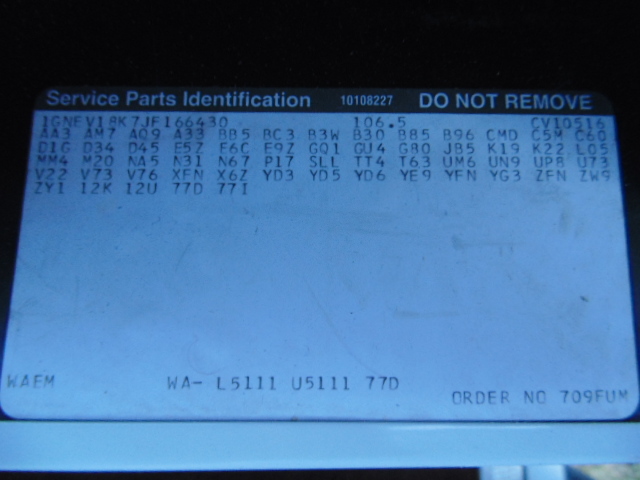 Service Parts Identification 10108227 DO NOT REMOVE
1GNEV18K7JF166430 106.5 CV10516
AA3 AM7 AQ9 A33 BB5 BC3 B3W B30 B85 B96 CMD C5M C60
D1G D34 D45 E5Z E6C E9Z GQ1 GU4 G80 JB5 K19 K22 L05
MM4 M20 NA5 N31 N67 P17 SLL TT4 T63 UM6 UN9 UP8 U73
V22 V73 V76 XFN X6Z YD3 YD5 YD6 YE9 YFN YG3 ZFN ZW9
ZY1 12K 12U 77D 77I
WAEM WA- L5111 U5111 77D
ORDER NO 709FUM